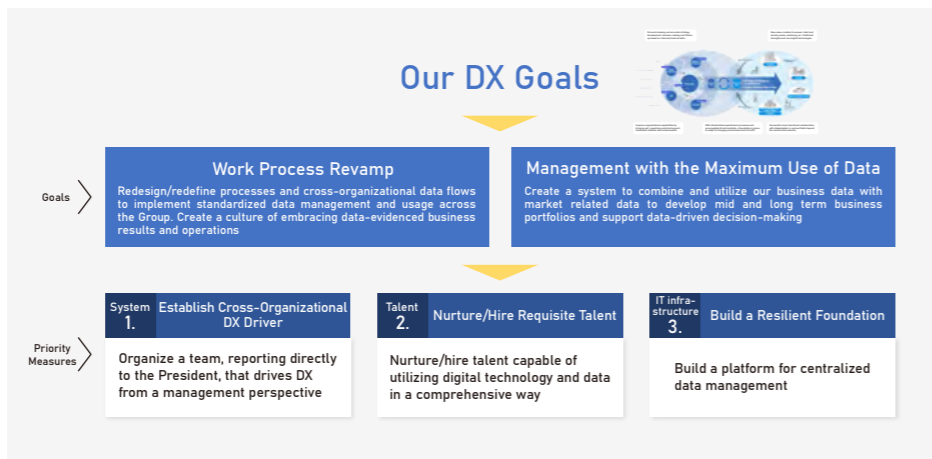 Our DX Goals
Goals
Work Process Revamp
Redesign/redefine processes and cross-organizational data flows
to implement standardized data management and usage across
the Group. Create a culture of embracing data-evidenced business
results and operations
Management with the Maximum Use of Data
Create a system to combine and utilize our business data with
market related data to develop mid and long term business
portfolios and support data-driven decision-making
Priority
Measures
System
1.
Establish Cross-Organizational
DX Driver
Organize a team, reporting directly
to the President, that drives DX
from a management perspective
Talent
2.
Nurture/Hire Requisite Talent
Nurture/hire talent capable of
utilizing digital technology and data
in a comprehensive way
IT infra-
structure
3.
Build a Resilient Foundation
Build a platform for centralized
data management